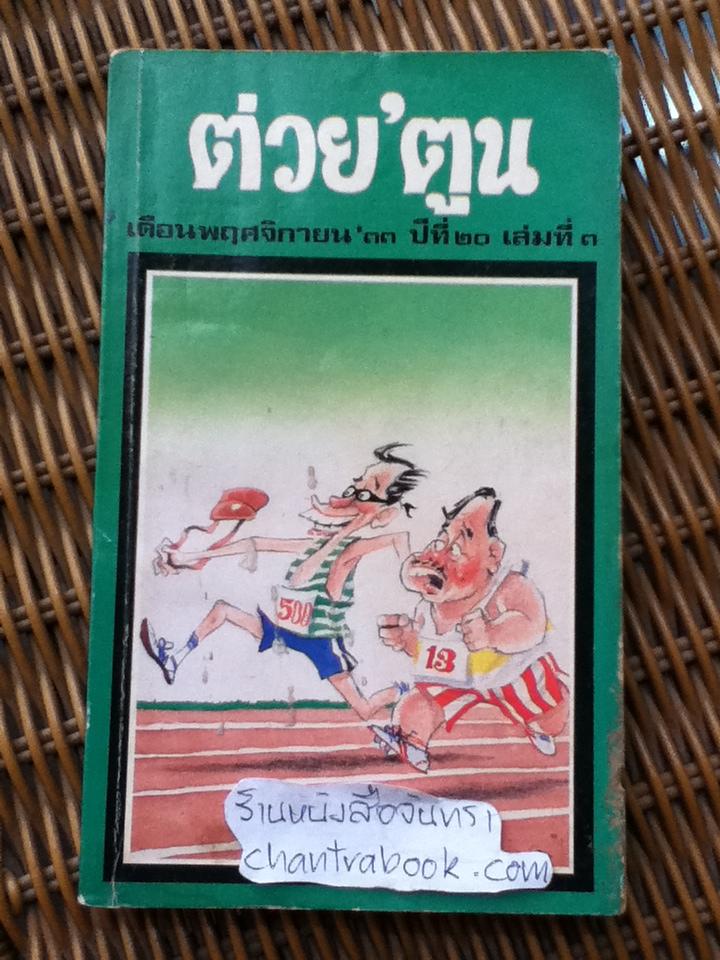 ต่วย'ตูน
เดือนพฤศจิกายน'๓๓ ปีที่๒๐ เล่มที่๓
500
13
ร้านหนังสือจันทรา
chantrabook.com